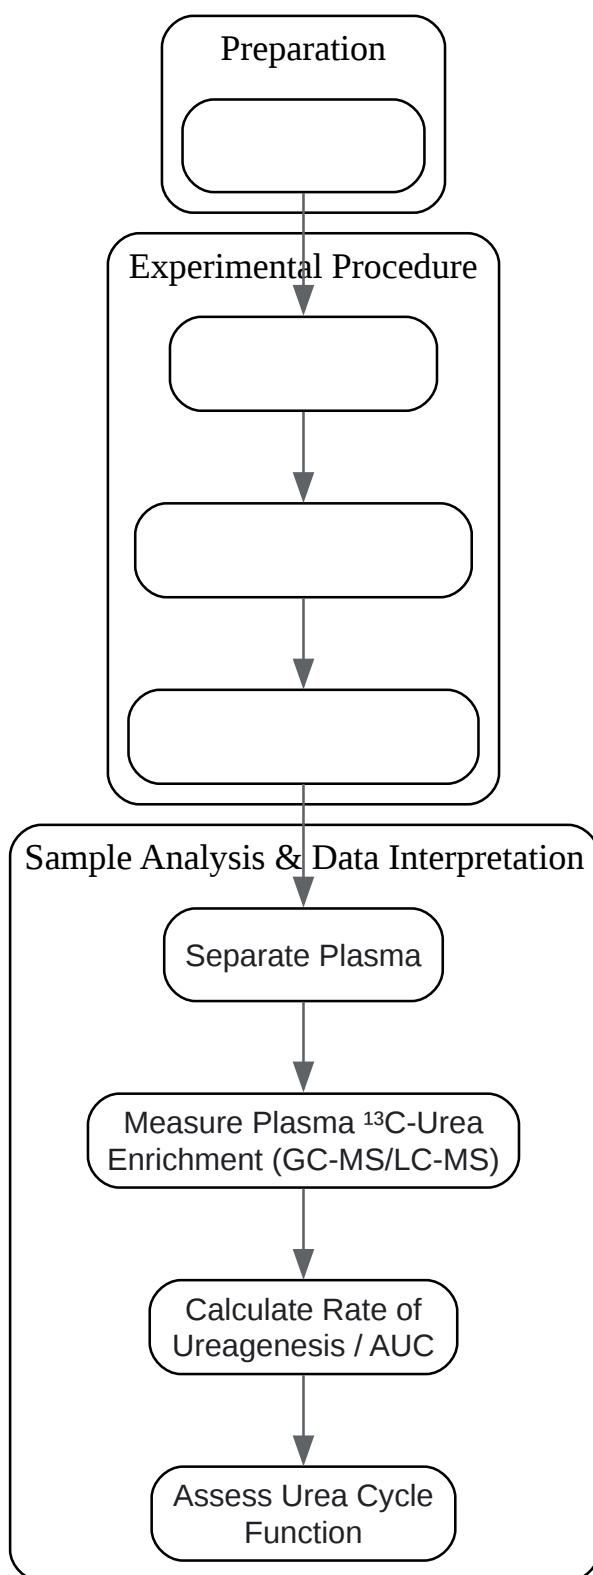 Preparation
Experimental Procedure
Sample Analysis & Data Interpretation
Separate Plasma
Measure Plasma ¹³C-Urea
Enrichment (GC-MS/LC-MS)
Calculate Rate of
Ureagenesis / AUC
Assess Urea Cycle
Function